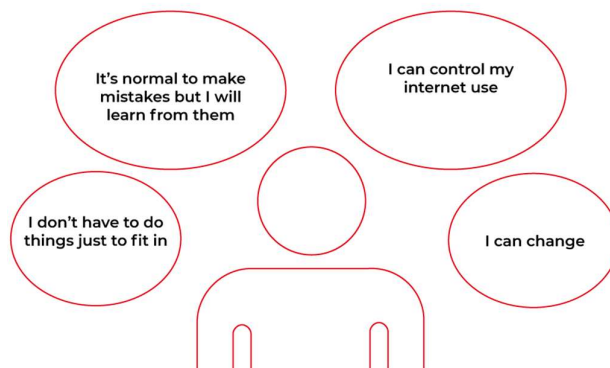 It's normal to make
mistakes but I will
learn from them
I can control my
internet use
I don't have to do
things just to fit in
I can change